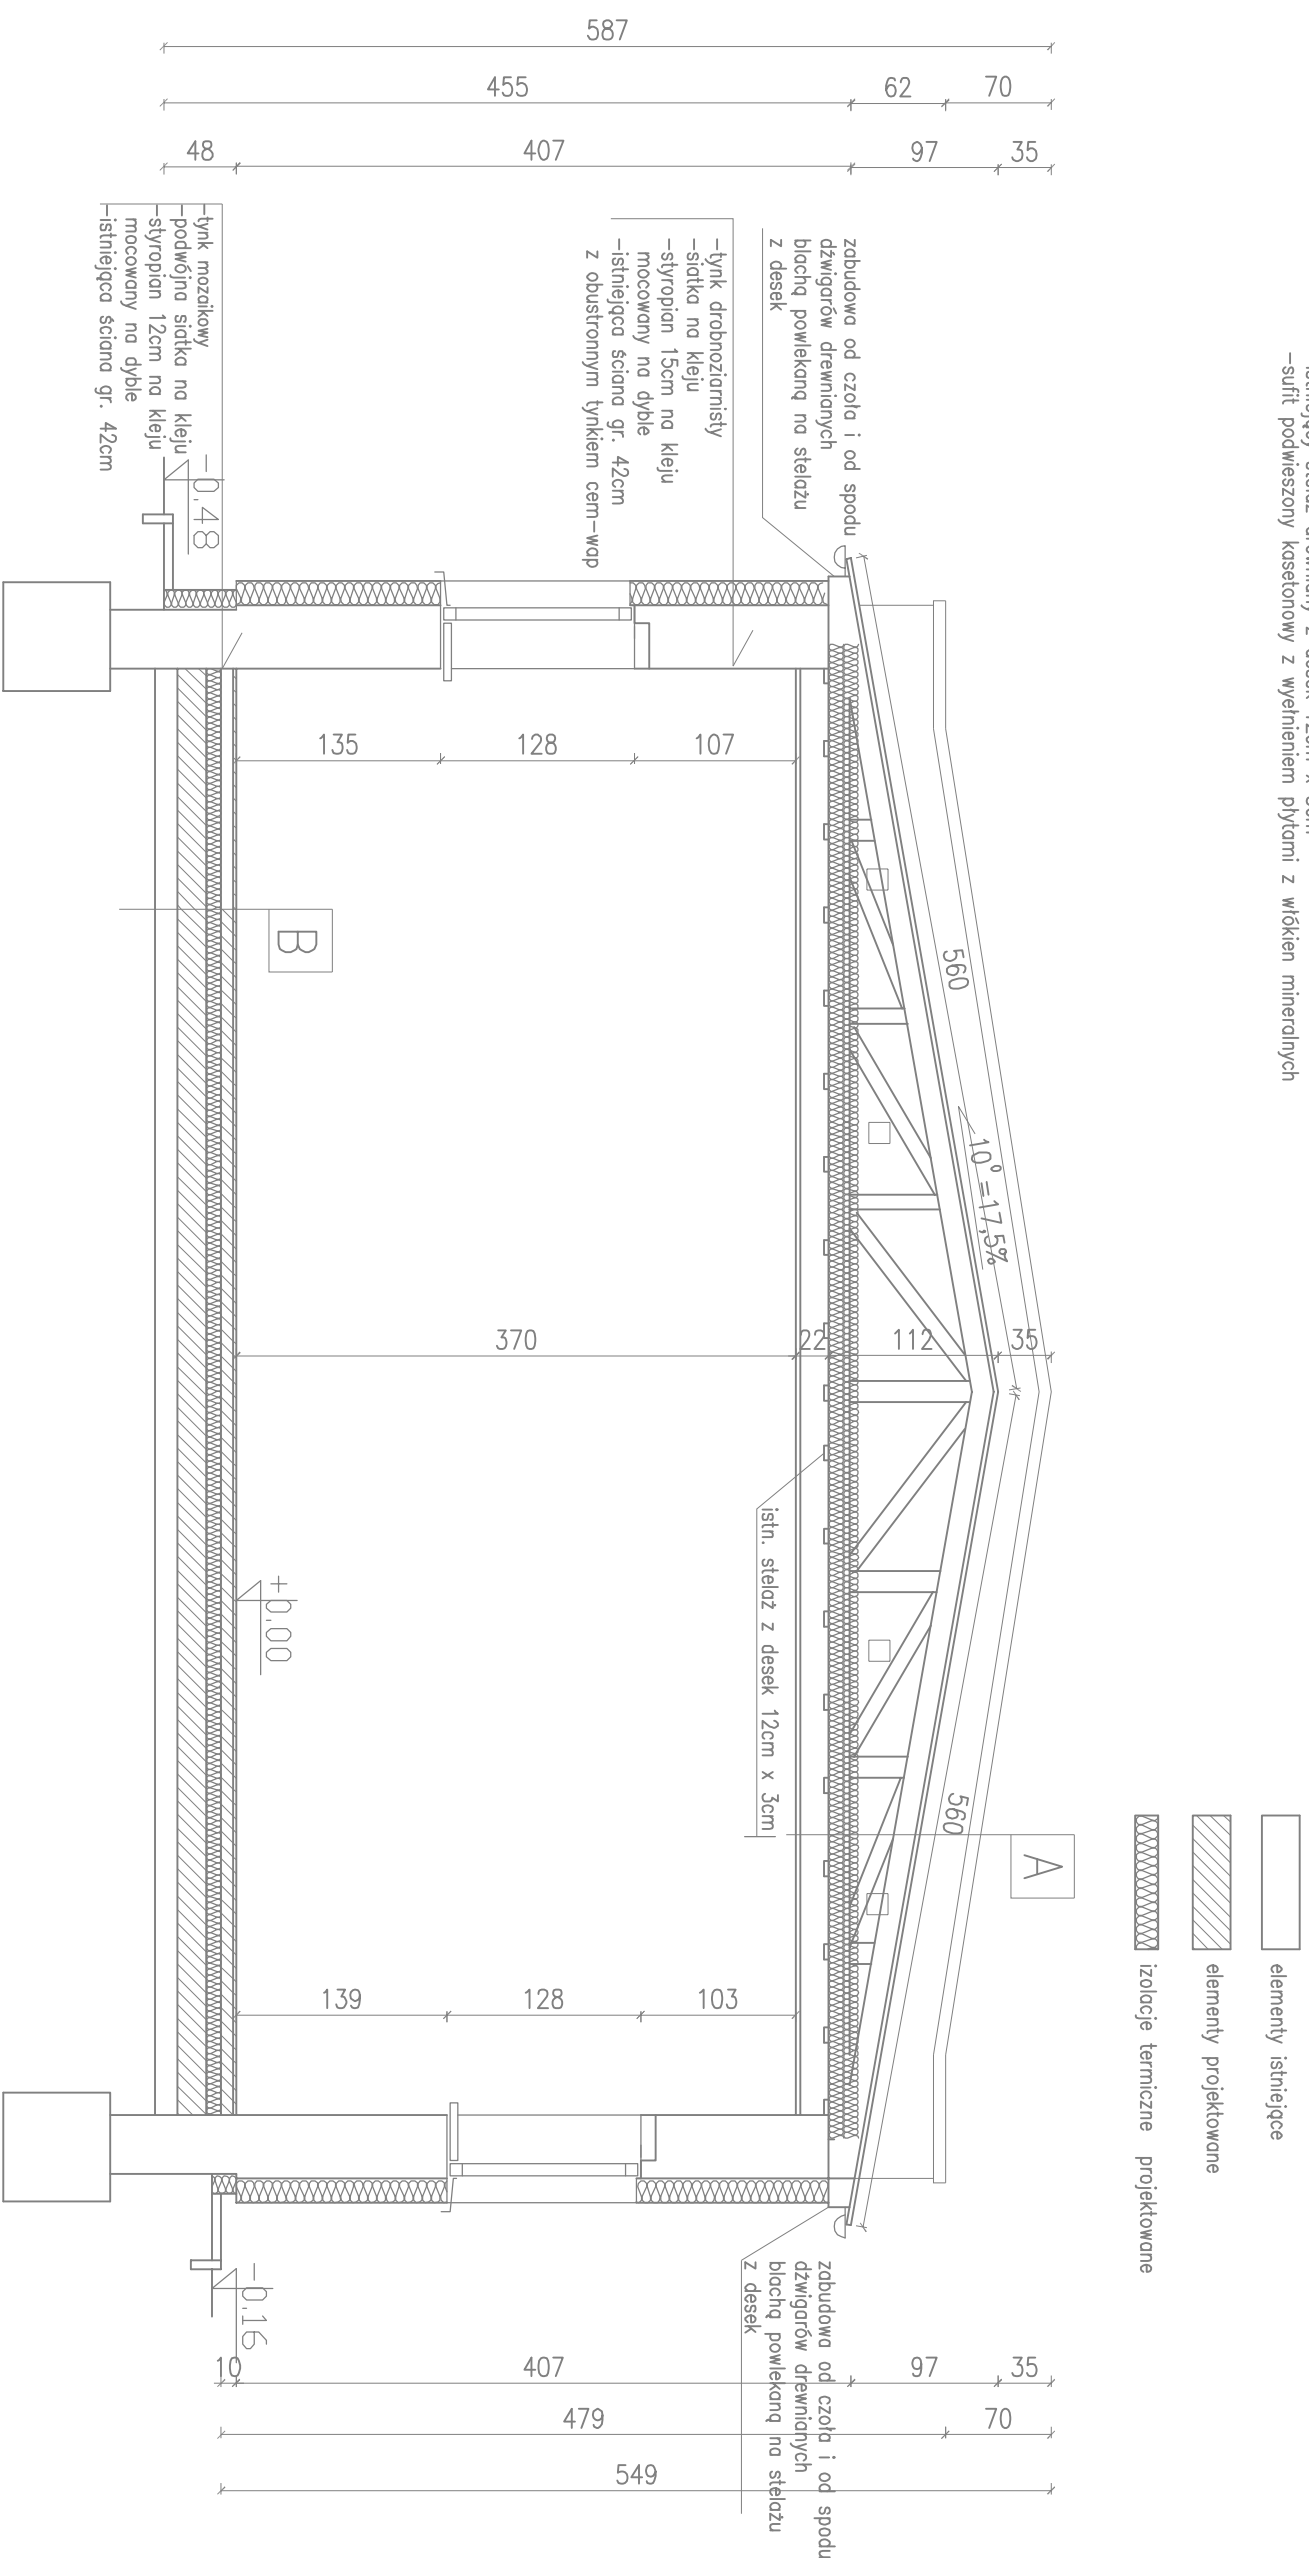 -sufit podwieszony kasetonowy z wyełnieniem płytami z włókien mineralnych
elementy istniejące
elementy projektowane
izolacje termiczne projektowane
587
455
62
70
48
407
97
35
zabudowa od czoła i od spodu
dźwigarów drewnianych
blachą powlekaną na stelażu
z desek
-tynk drobnoziarnisty
-siatka na kleju
-styropian 15cm na kleju
mocowany na dyble
-istniejąca ściana gr. 42cm
z obustronnym tynkiem cem-wap
-tynk mozaikowy
-podwójna siatka na kleju
-styropian 12cm na kleju
mocowany na dyble
-istniejąca ściana gr. 42cm
-0,48
135
128
107
B
560
10°=17,5%
370
22
112
35
istn. stelaż z desek 12cm x 3cm
+0,00
560
A
139
128
103
zabudowa od czoła i od spodu
dźwigarów drewnianych
blachą powlekaną na stelażu
z desek
-0,16
10
407
97
35
479
70
549